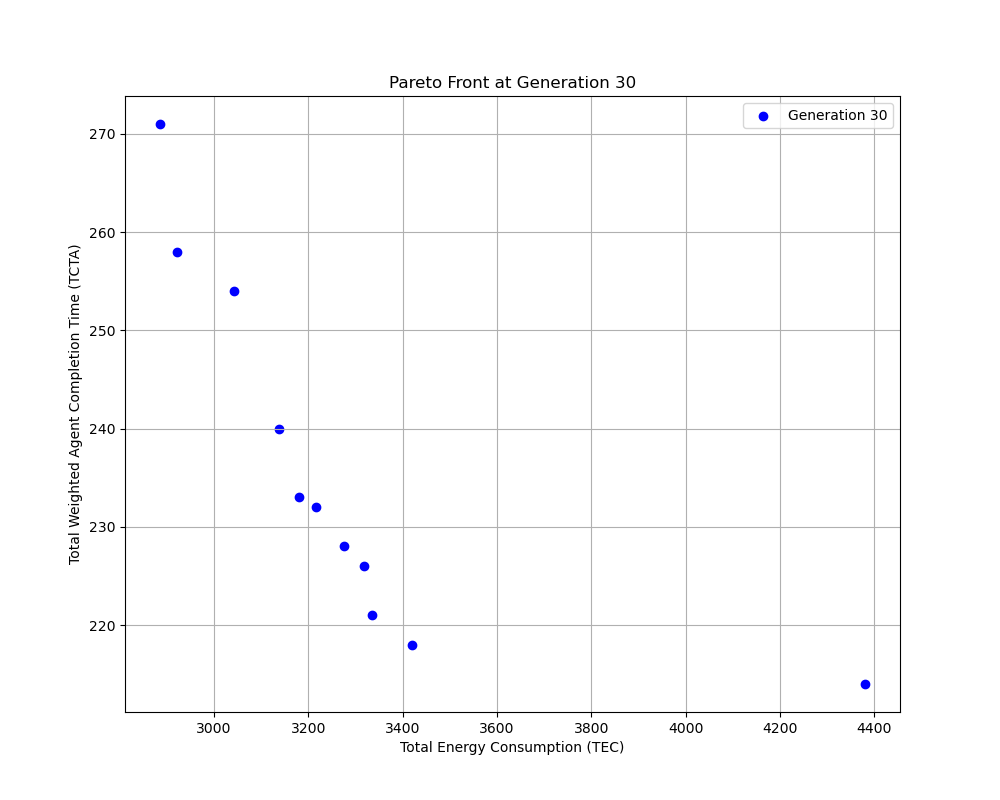 Pareto Front at Generation 30
Generation 30
270
260
250
240
230
220
Total Weighted Agent Completion Time (TCTA)
3000 3200 3400 3600 3800 4000 4200 4400
Total Energy Consumption (TEC)